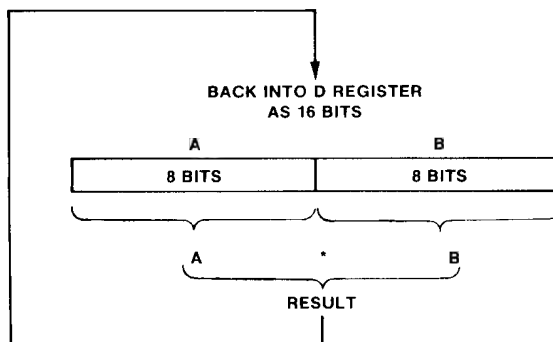 BACK INTO D REGISTER
AS 16 BITS
A B
8 BITS 8 BITS
A * B
RESULT